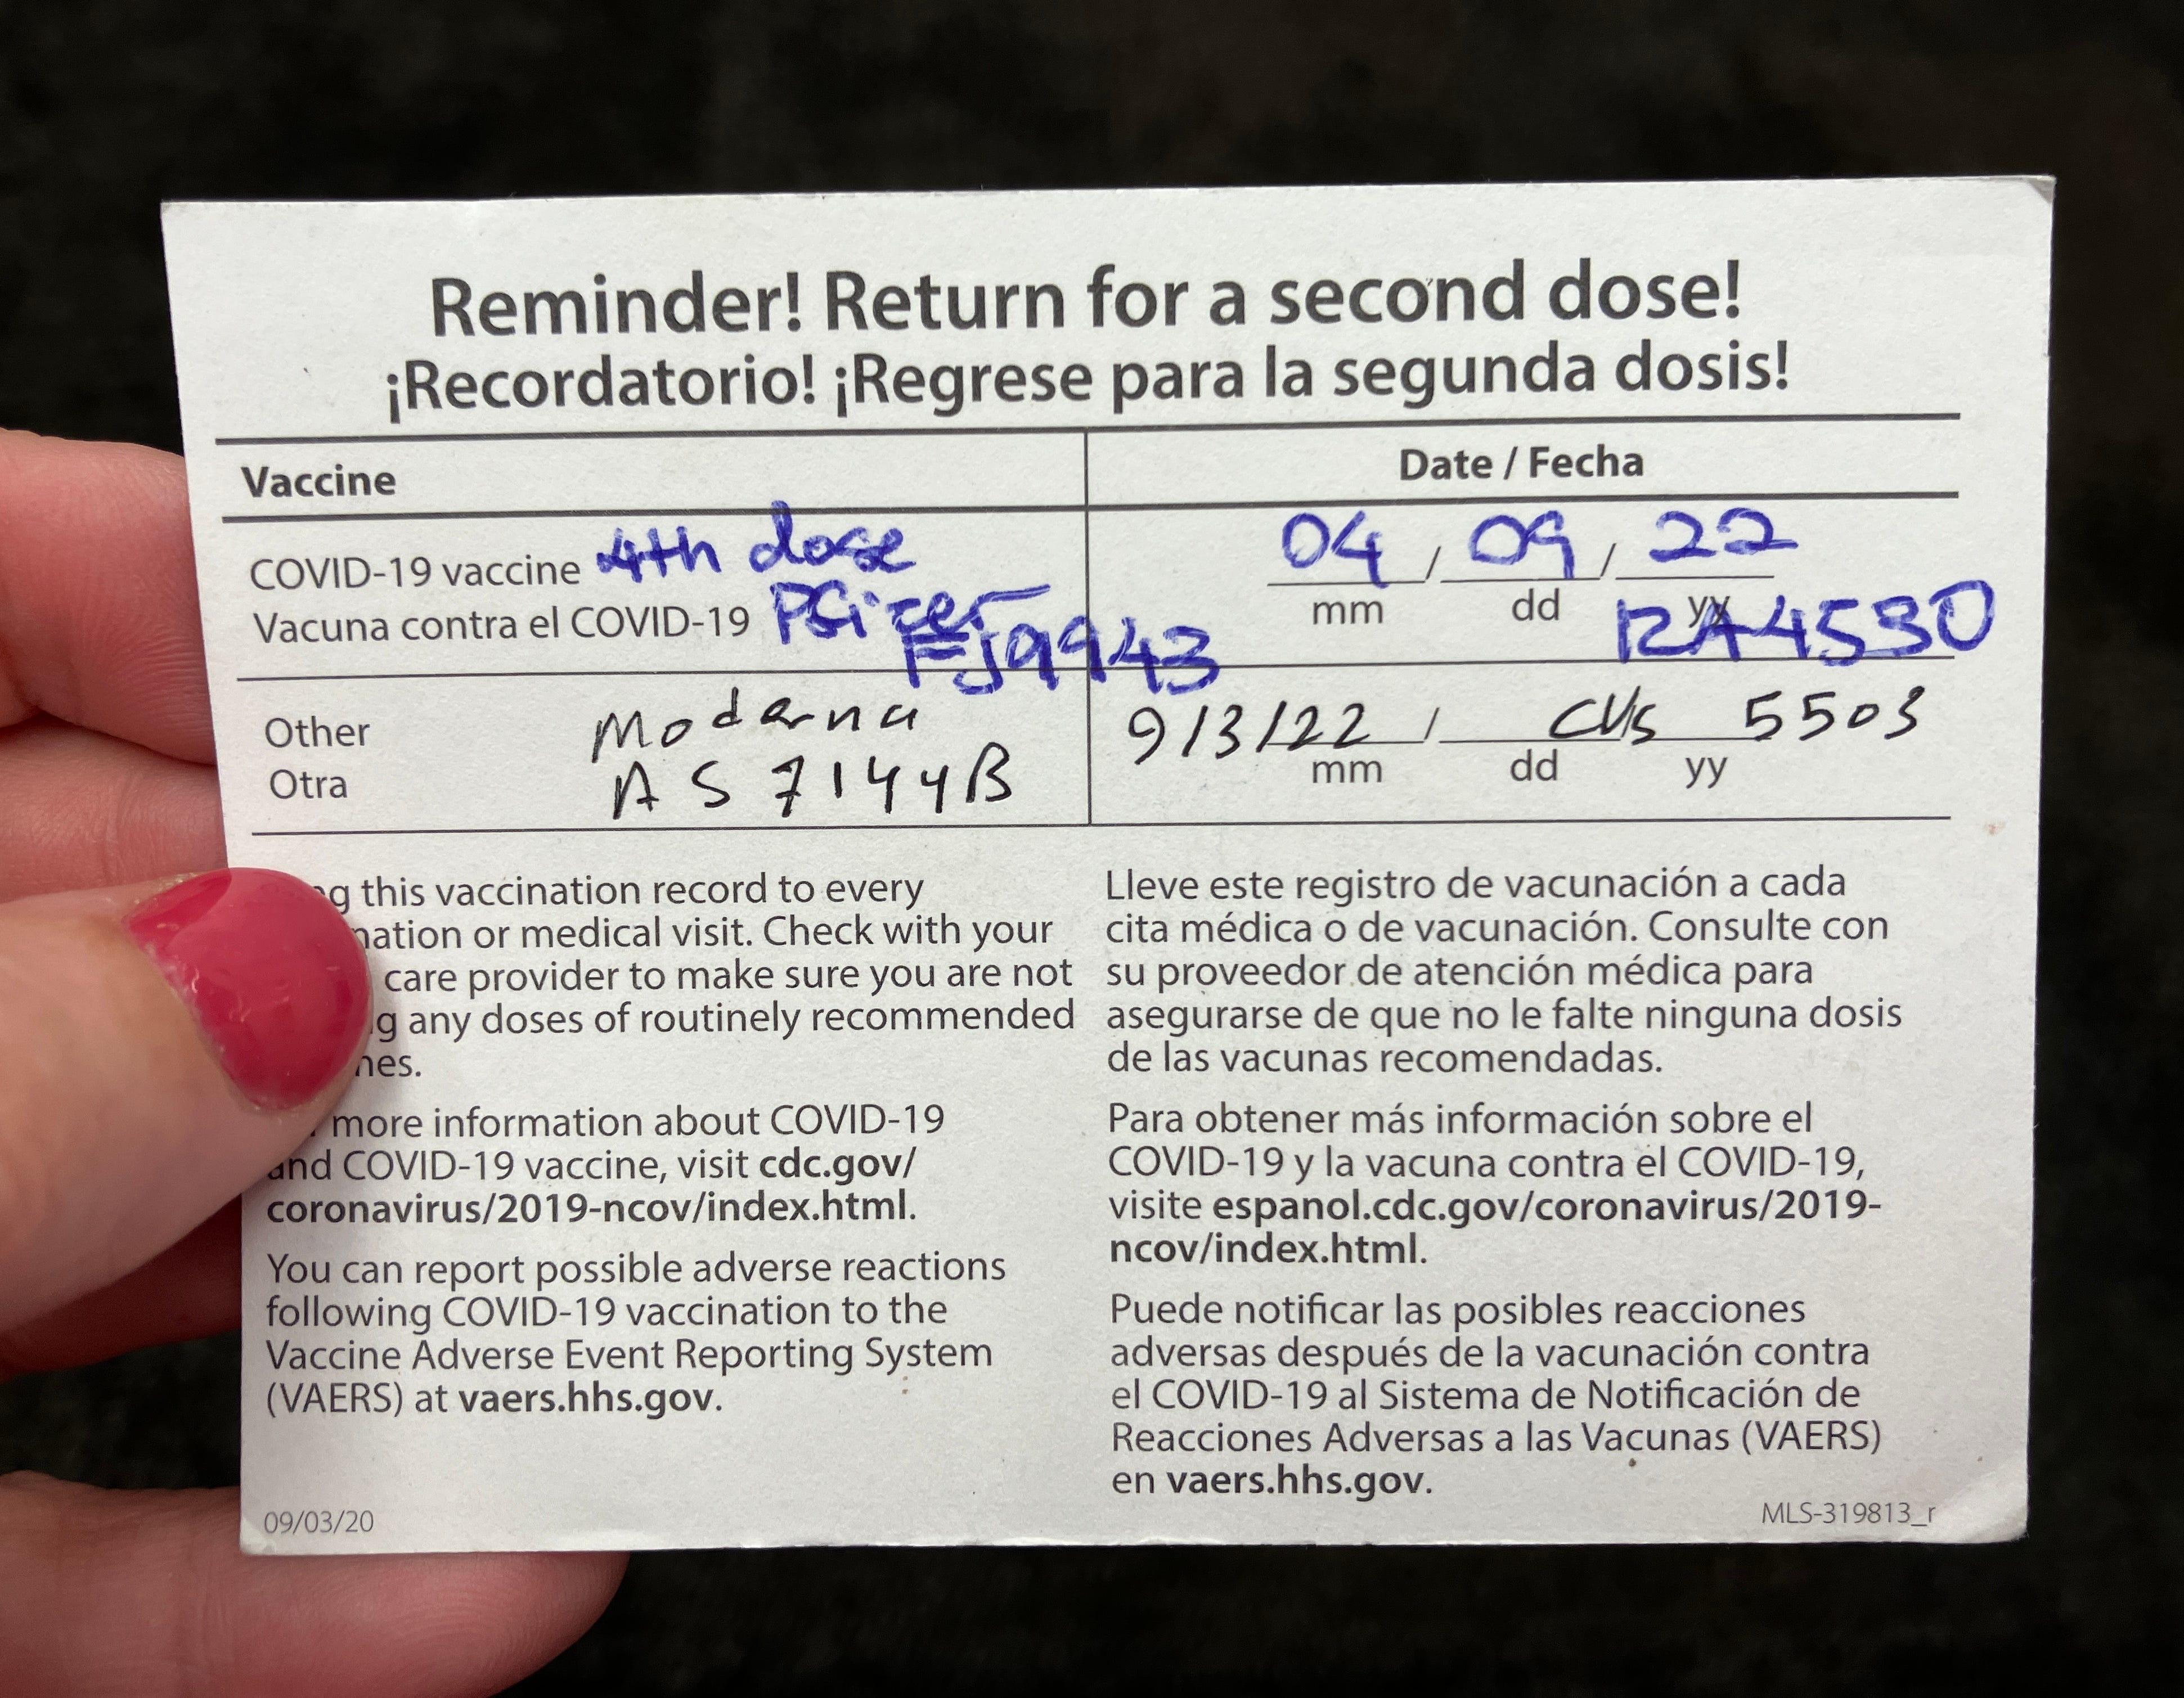 Reminder! Return for a second dose!
¡Recordatorio! ¡Regrese para la segunda dosis!
Vaccine
Date / Fecha
COVID-19 vaccine 4th dose
04 / 09 / 22
Vacuna contra el COVID-19 Pfizer
mm dd yy
FJ9943
RA4530
Other
Otra
Moderna
AS7144B
9/3/22 / CVS 5503
mm dd yy
g this vaccination record to every
nation or medical visit. Check with your
care provider to make sure you are not
g any doses of routinely recommended
nes.
more information about COVID-19
and COVID-19 vaccine, visit cdc.gov/
coronavirus/2019-ncov/index.html.
You can report possible adverse reactions
following COVID-19 vaccination to the
Vaccine Adverse Event Reporting System
(VAERS) at vaers.hhs.gov.
09/03/20
Lleve este registro de vacunación a cada
cita médica o de vacunación. Consulte con
su proveedor de atención médica para
asegurarse de que no le falte ninguna dosis
de las vacunas recomendadas.
Para obtener más información sobre el
COVID-19 y la vacuna contra el COVID-19,
visite espanol.cdc.gov/coronavirus/2019-
ncov/index.html.
Puede notificar las posibles reacciones
adversas después de la vacunación contra
el COVID-19 al Sistema de Notificación de
Reacciones Adversas a las Vacunas (VAERS)
en vaers.hhs.gov.
MLS-319813_r